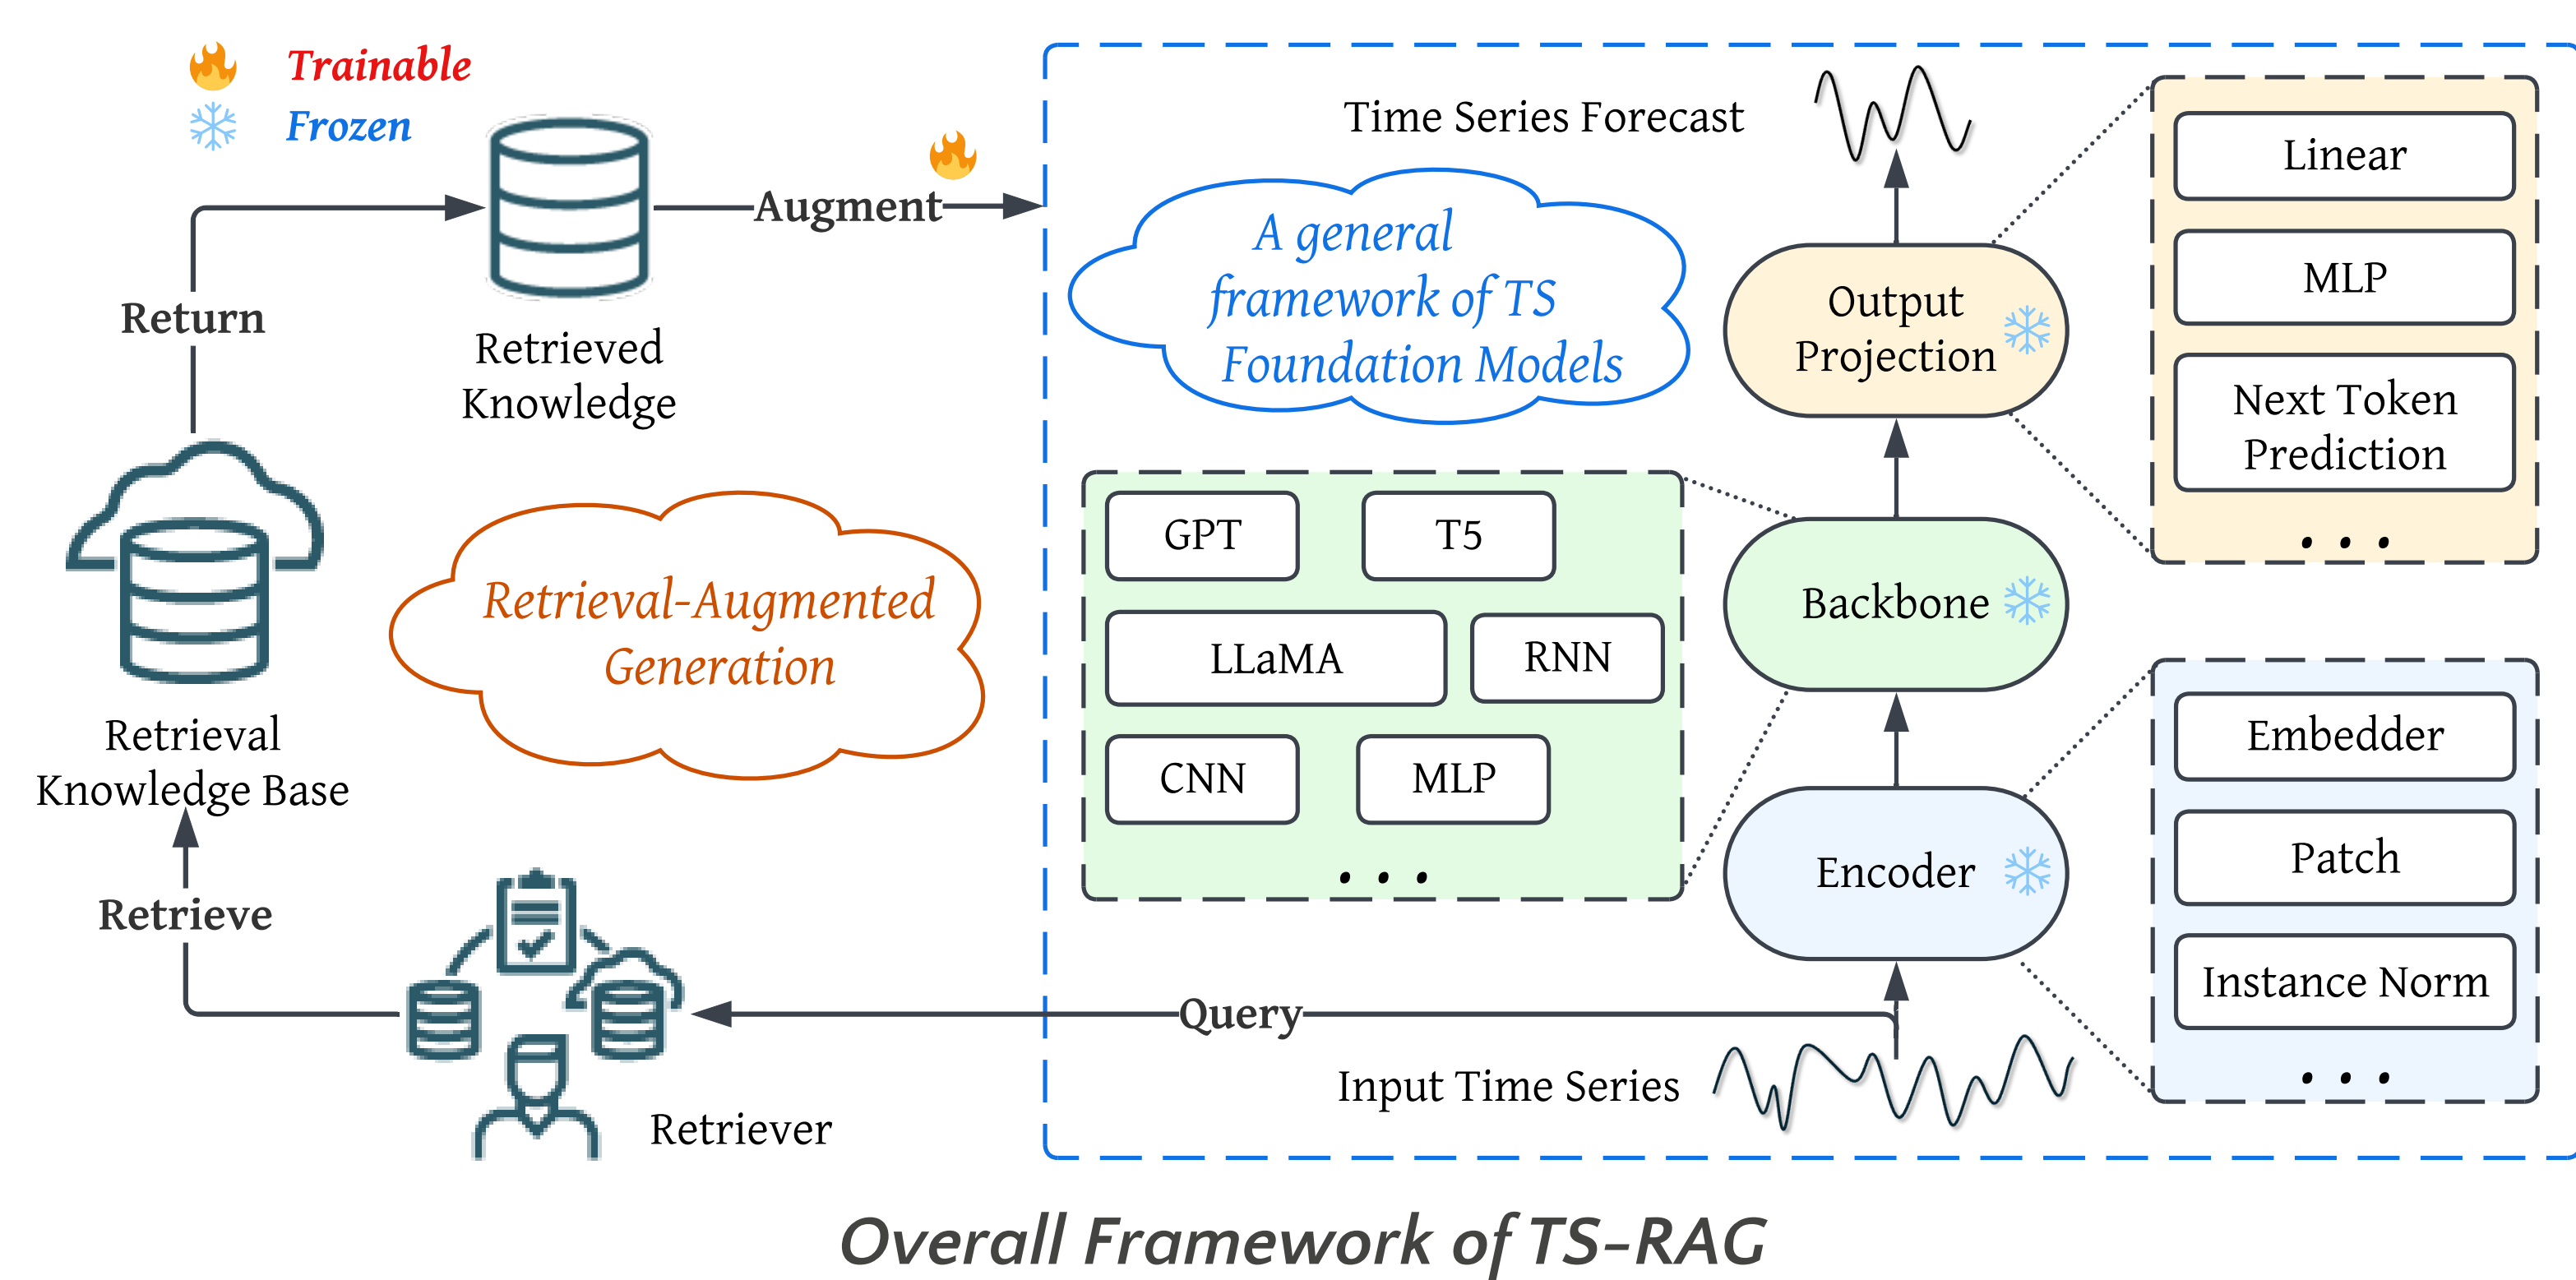 Trainable
Frozen
Return
Retrieved
Knowledge
Augment
Retrieval
Knowledge Base
Retrieval-Augmented
Generation
Retrieve
Retriever
Query
Time Series Forecast
A general
framework of TS
Foundation Models
Output
Projection
Linear
MLP
Next Token
Prediction
. . .
GPT
T5
LLaMA
RNN
CNN
MLP
. . .
Backbone
Encoder
Embedder
Patch
Instance Norm
. . .
Input Time Series
Overall Framework of TS-RAG